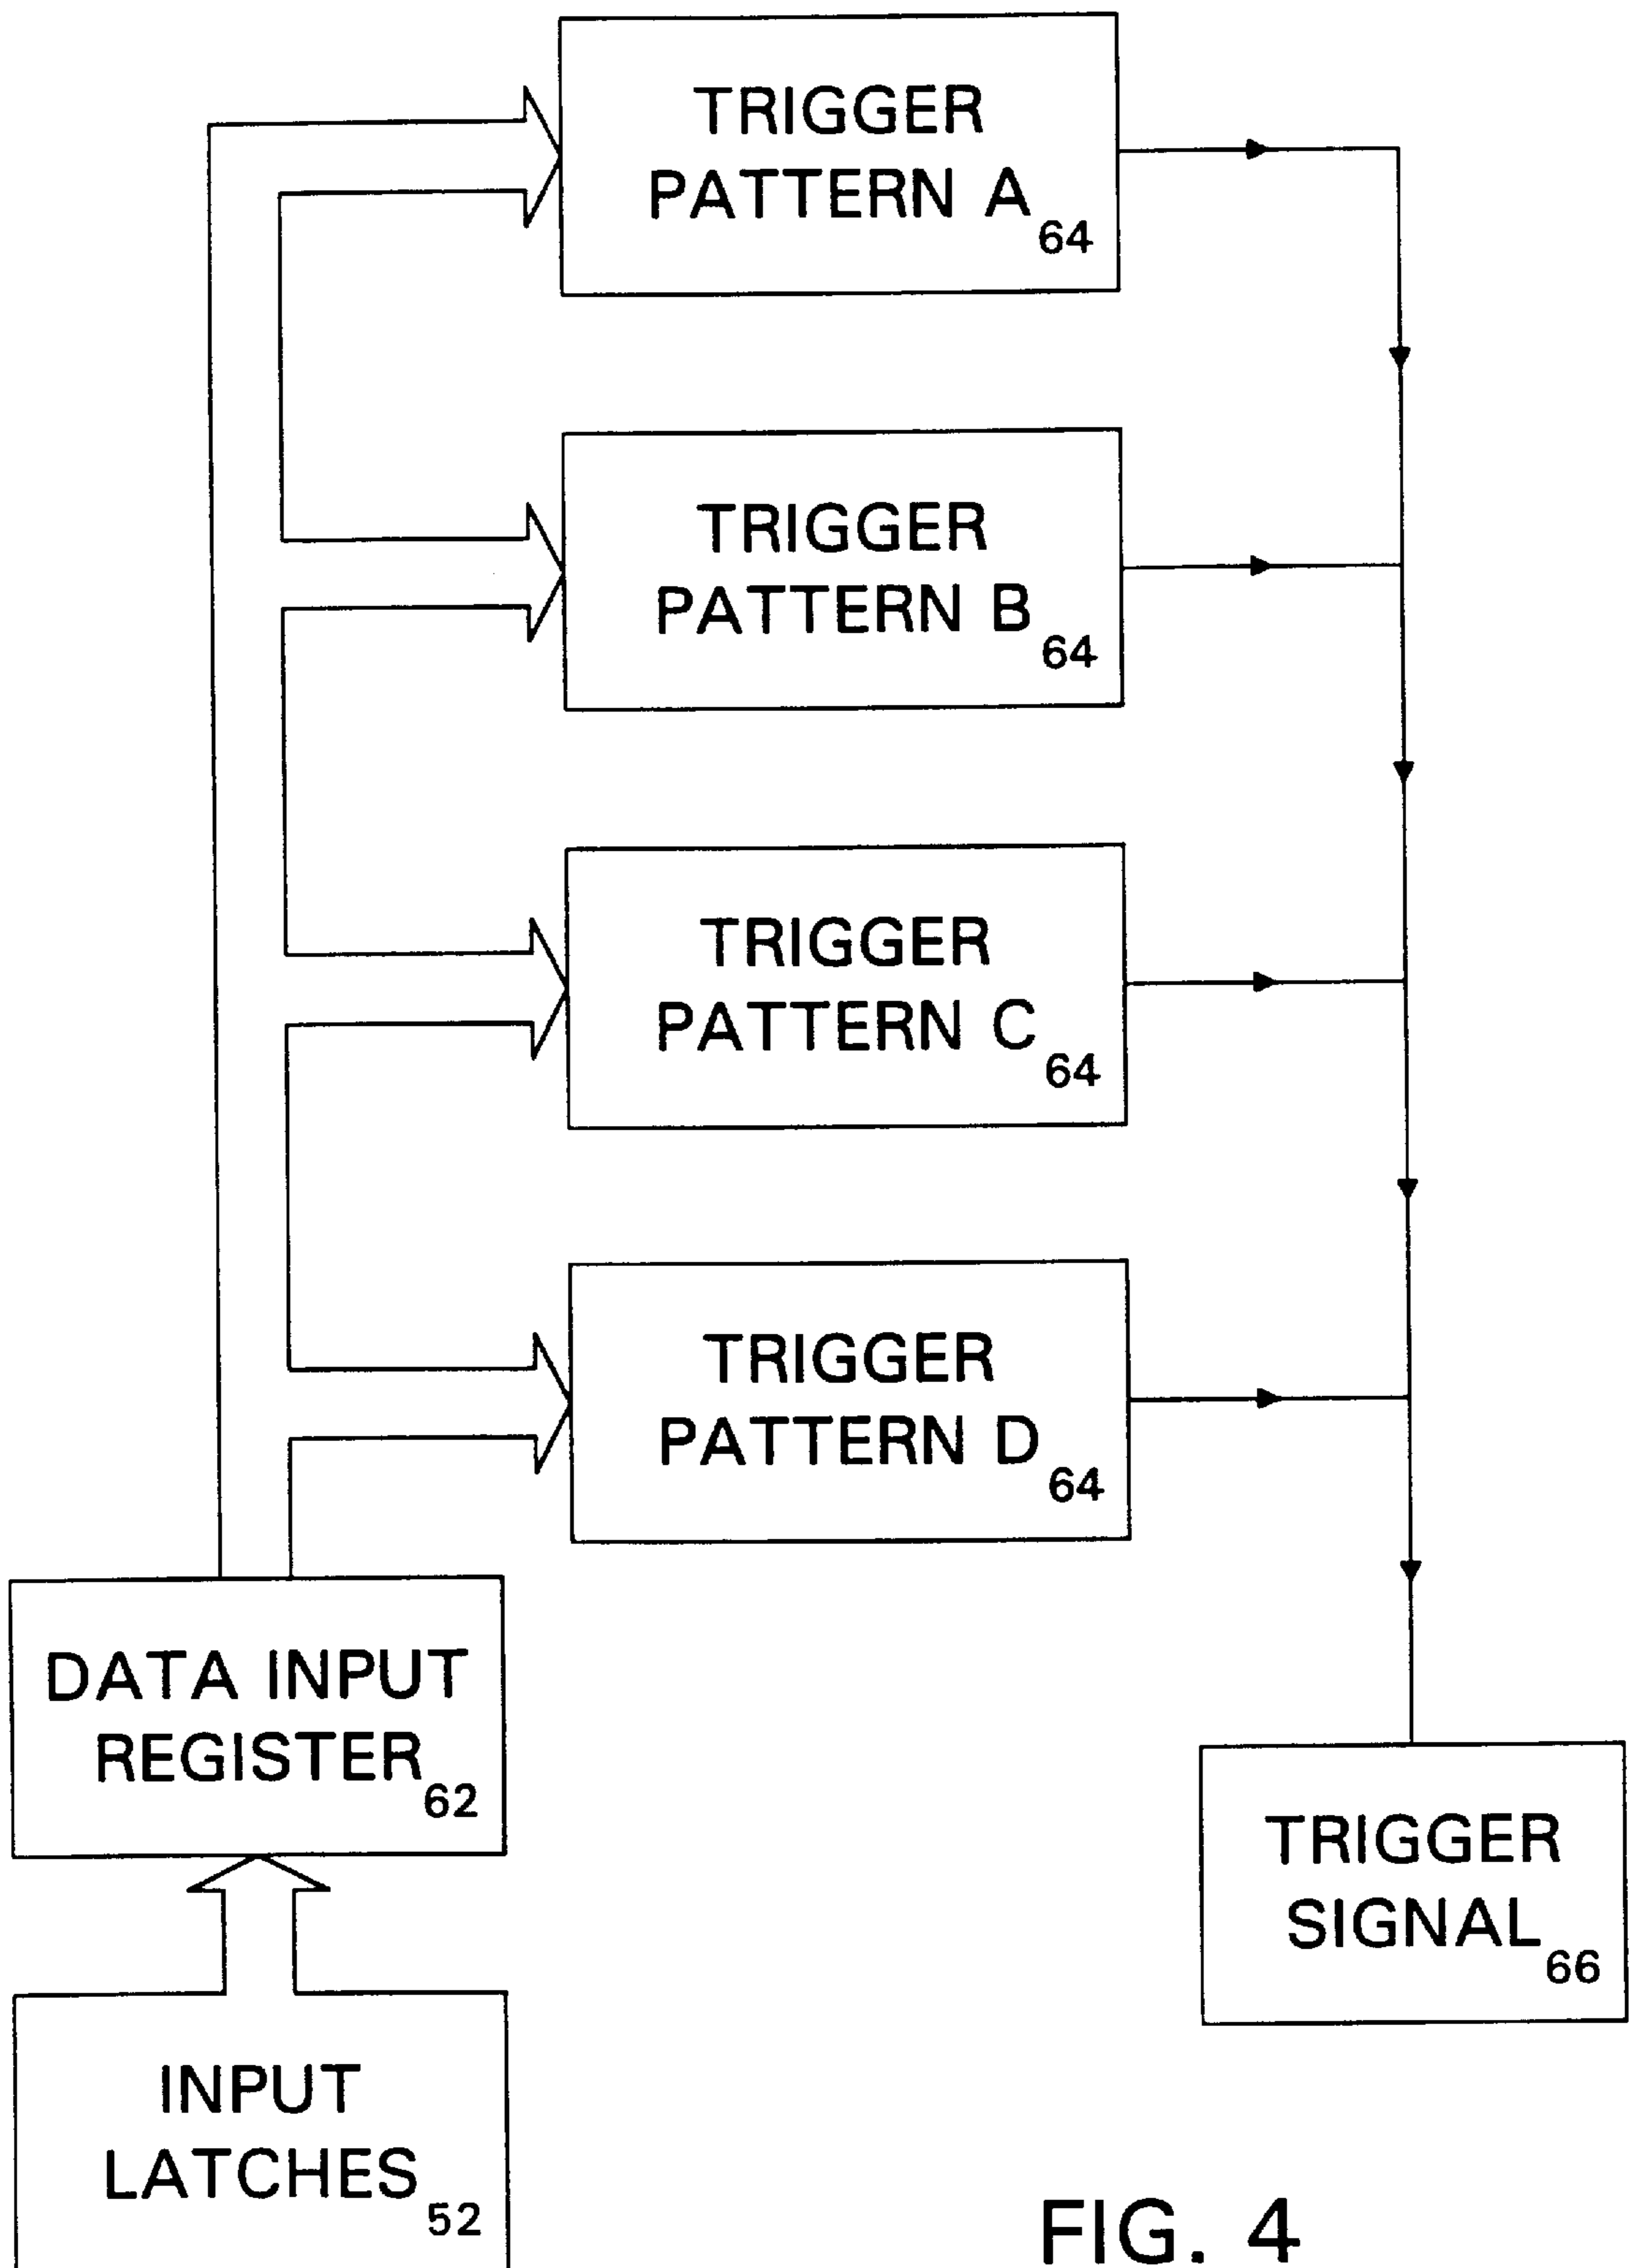 TRIGGER
PATTERN A
64
TRIGGER
PATTERN B
64
TRIGGER
PATTERN C
64
TRIGGER
PATTERN D
64
DATA INPUT
REGISTER
62
TRIGGER
SIGNAL
66
INPUT
LATCHES
52
FIG. 4